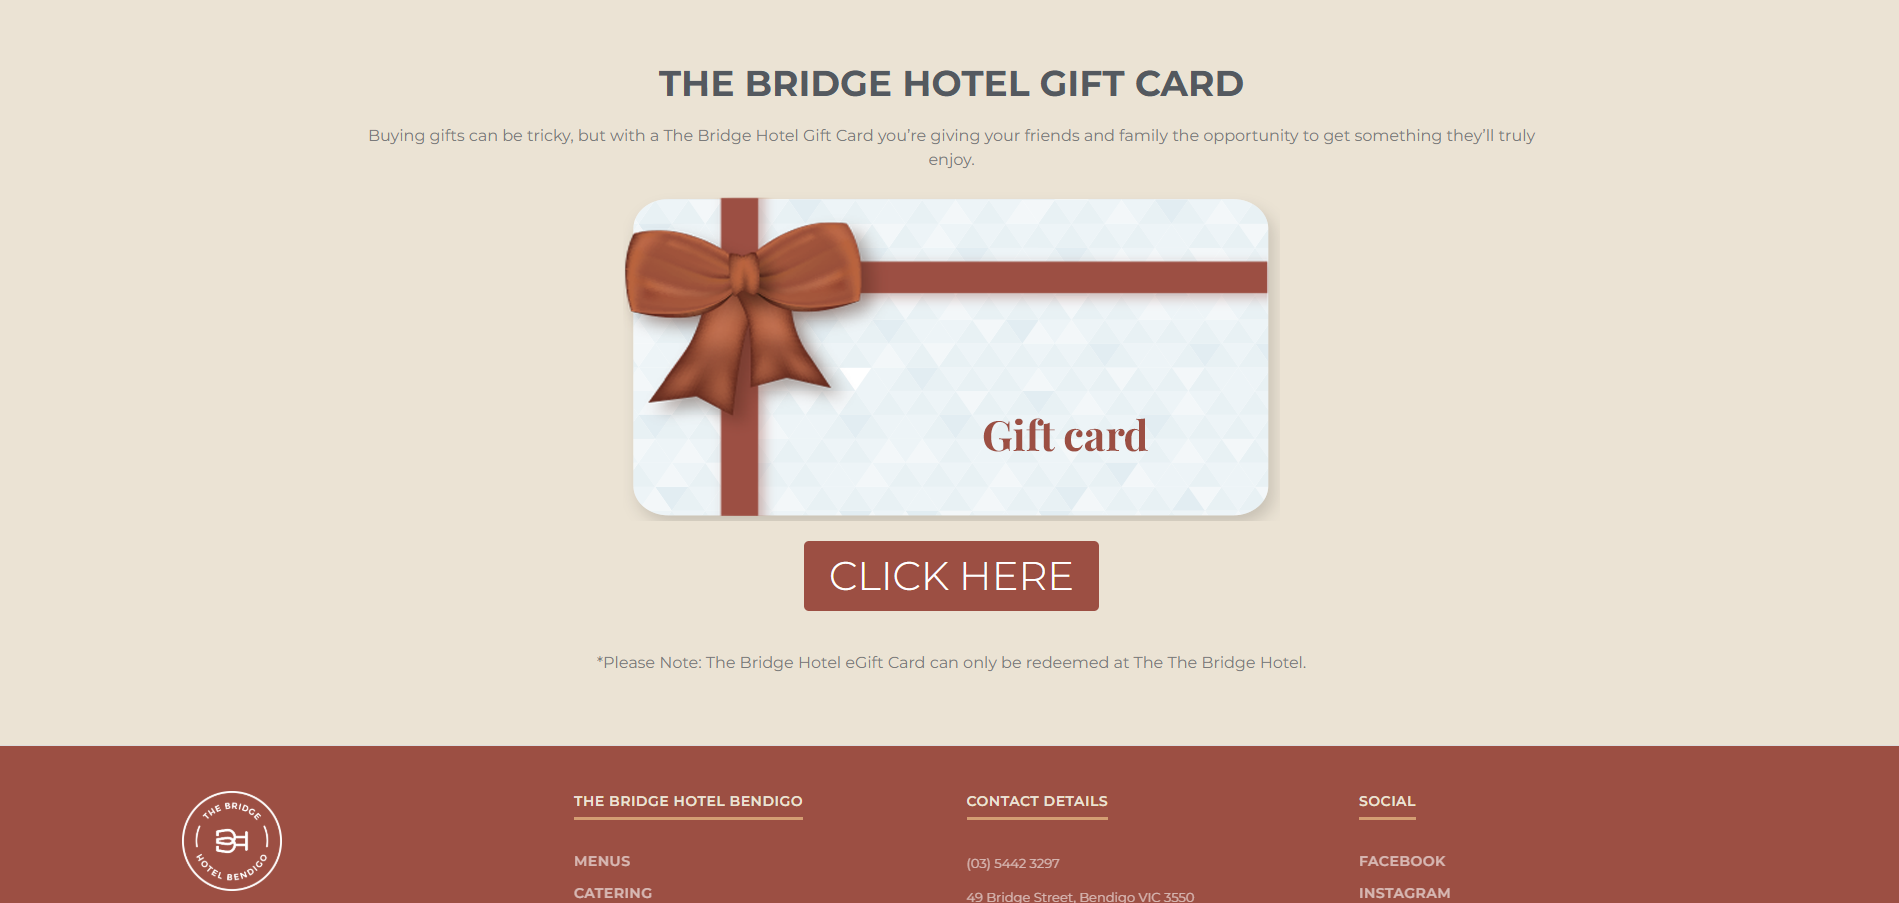 THE BRIDGE HOTEL GIFT CARD
Buying gifts can be tricky, but with a The Bridge Hotel Gift Card you’re giving your friends and family the opportunity to get something they’ll truly
enjoy.
Gift card
CLICK HERE
*Please Note: The Bridge Hotel eGift Card can only be redeemed at The The Bridge Hotel.
THE BRIDGE
BH
HOTEL BENDIGO
THE BRIDGE HOTEL BENDIGO
MENUS
CATERING
CONTACT DETAILS
(03) 5442 3297
49 Bridge Street, Bendigo VIC 3550
SOCIAL
FACEBOOK
INSTAGRAM